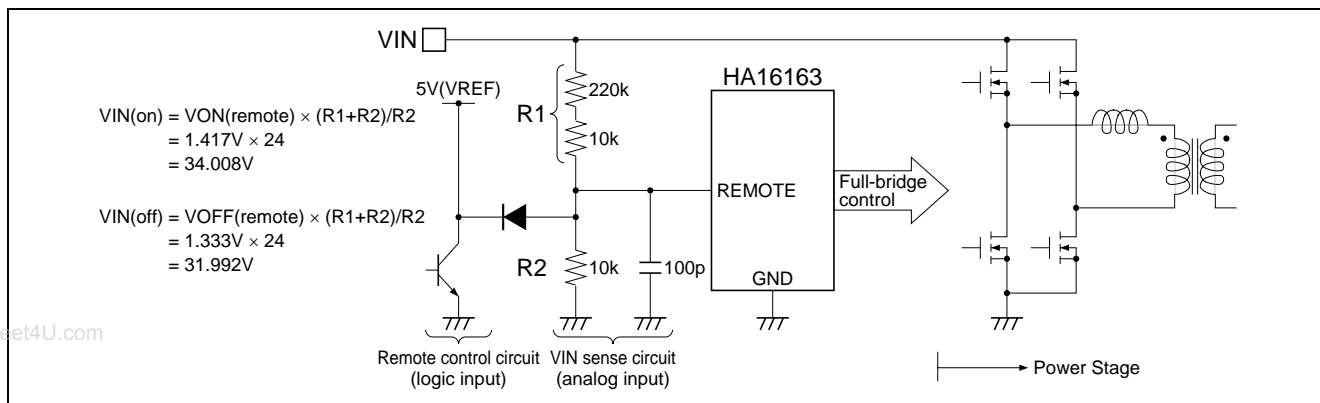 VIN
HA16163
5V(VREF)
220k
R1
10k
VIN(on) = VON(remote) × (R1+R2)/R2
= 1.417V × 24
= 34.008V
REMOTE
Full-bridge
control
VIN(off) = VOFF(remote) × (R1+R2)/R2
= 1.333V × 24
= 31.992V
R2
10k
100p
GND
eet4U.com
Remote control circuit
(logic input)
VIN sense circuit
(analog input)
Power Stage